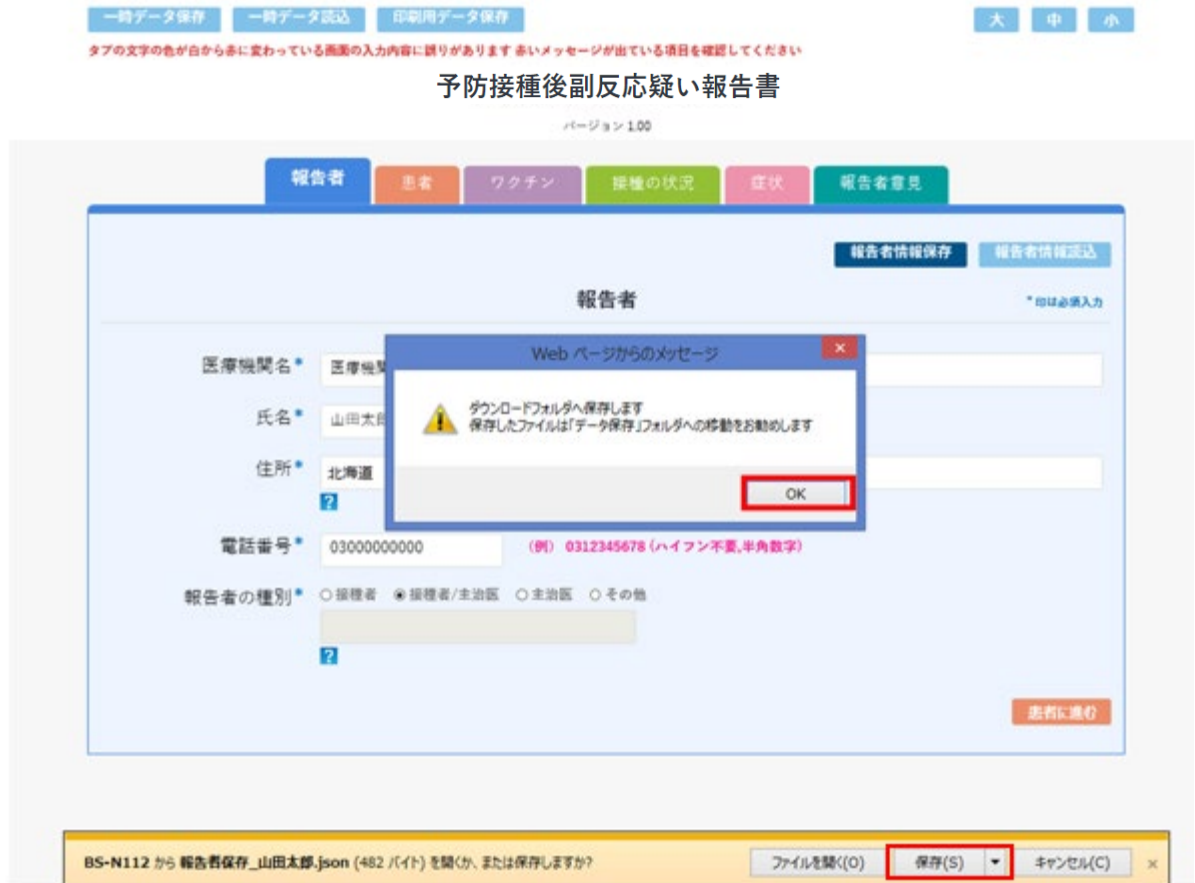 一時データ保存 一時データ読込 印刷用データ保存 大 中 小
タブの文字の色が白から赤に変わっている画面の入力内容に誤りがあります 赤いメッセージが出ている項目を確認してください
予防接種後副反応疑い報告書
バージョン 1.00
報告者 患者 ワクチン 接種の状況 症状 報告者意見
報告者情報保存 報告者情報読込
報告者
*印は必須入力
医療機関名* 医療機関
氏名* 山田太郎
住所* 北海道
?
Web ページからのメッセージ ×
ダウンロードフォルダへ保存します
保存したファイルは「データ保存」フォルダへの移動をお勧めします
OK
電話番号* 03000000000 (例) 0312345678 (ハイフン不要,半角数字)
報告者の種別* 接種者 接種者/主治医 主治医 その他
?
患者に進む
BS-N112 から 報告者保存_山田太郎.json (482 バイト) を開くか、または保存しますか? ファイルを開く(O) 保存(S) キャンセル(C) ×